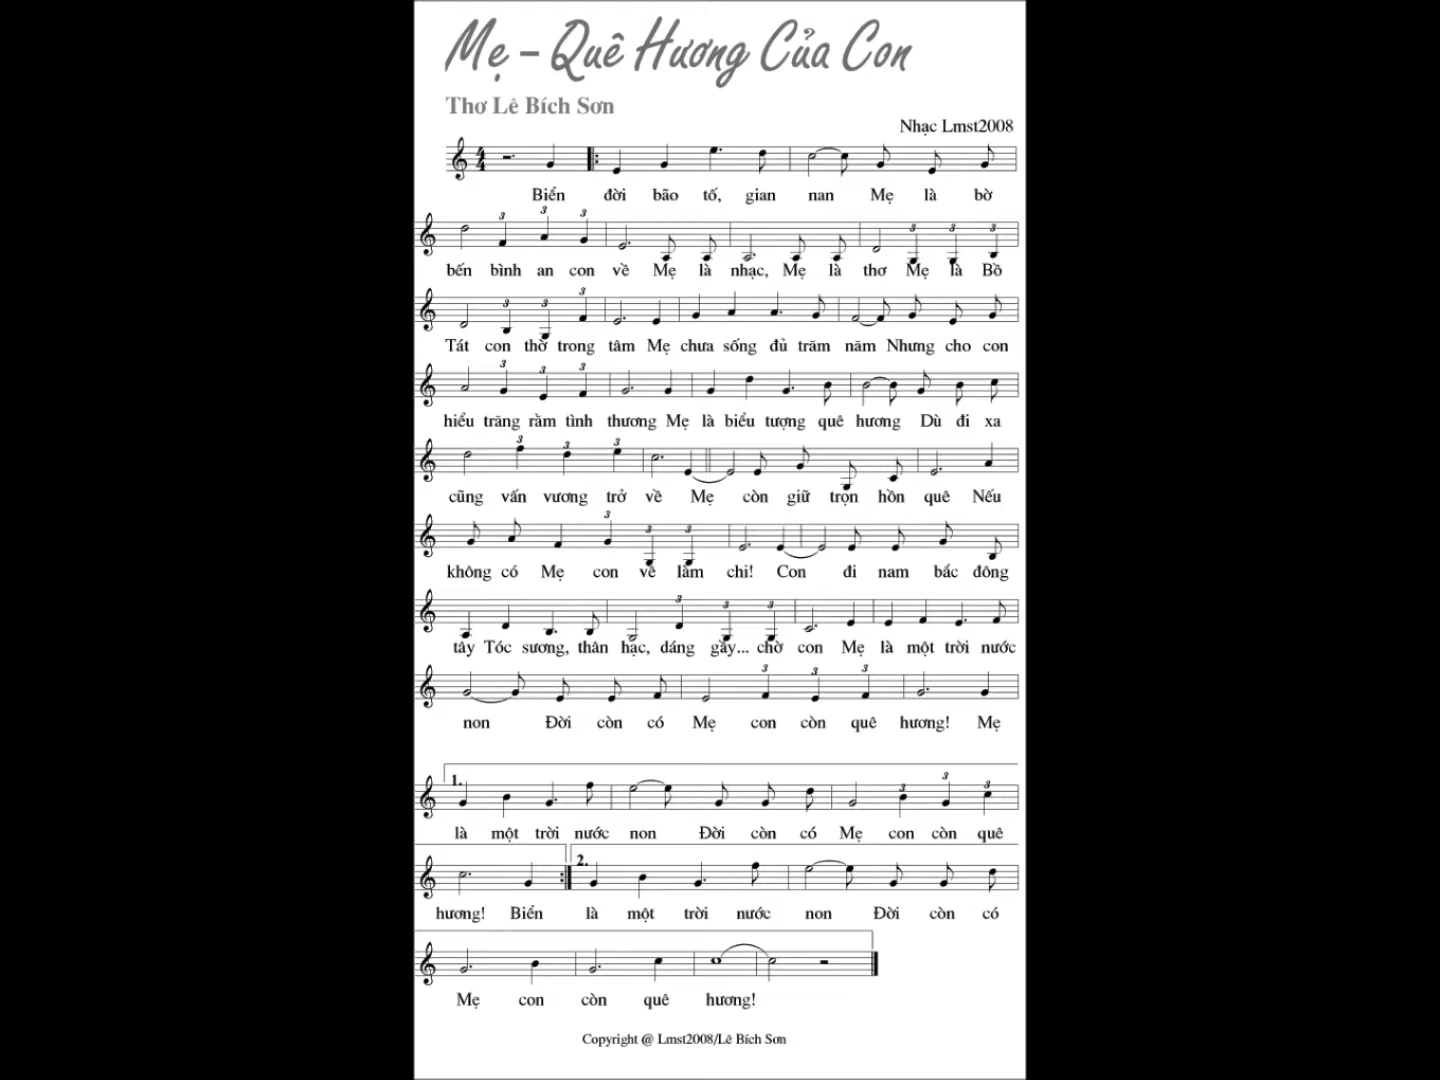 Mẹ – Quê Hương Của Con
Thơ Lê Bích Sơn
Nhạc Lmst2008
Biển đời bão tố, gian nan Mẹ là bờ
bến bình an con về Mẹ là nhạc, Mẹ là thơ Mẹ là Bồ
Tát con thờ trong tâm Mẹ chưa sống đủ trăm năm Nhưng cho con
hiểu trăng rằm tình thương Mẹ là biểu tượng quê hương Dù đi xa
cũng vấn vương trở về Mẹ còn giữ trọn hồn quê Nếu
không có Mẹ con về làm chi! Con đi nam bắc đông
tây Tóc sương, thân hạc, dáng gầy... chờ con Mẹ là một trời nước
non Đời còn có Mẹ con còn quê hương! Mẹ
1.
là một trời nước non Đời còn có Mẹ con còn quê
2.
hương! Biển là một trời nước non Đời còn có
Mẹ con còn quê hương!
Copyright @ Lmst2008/Lê Bích Sơn